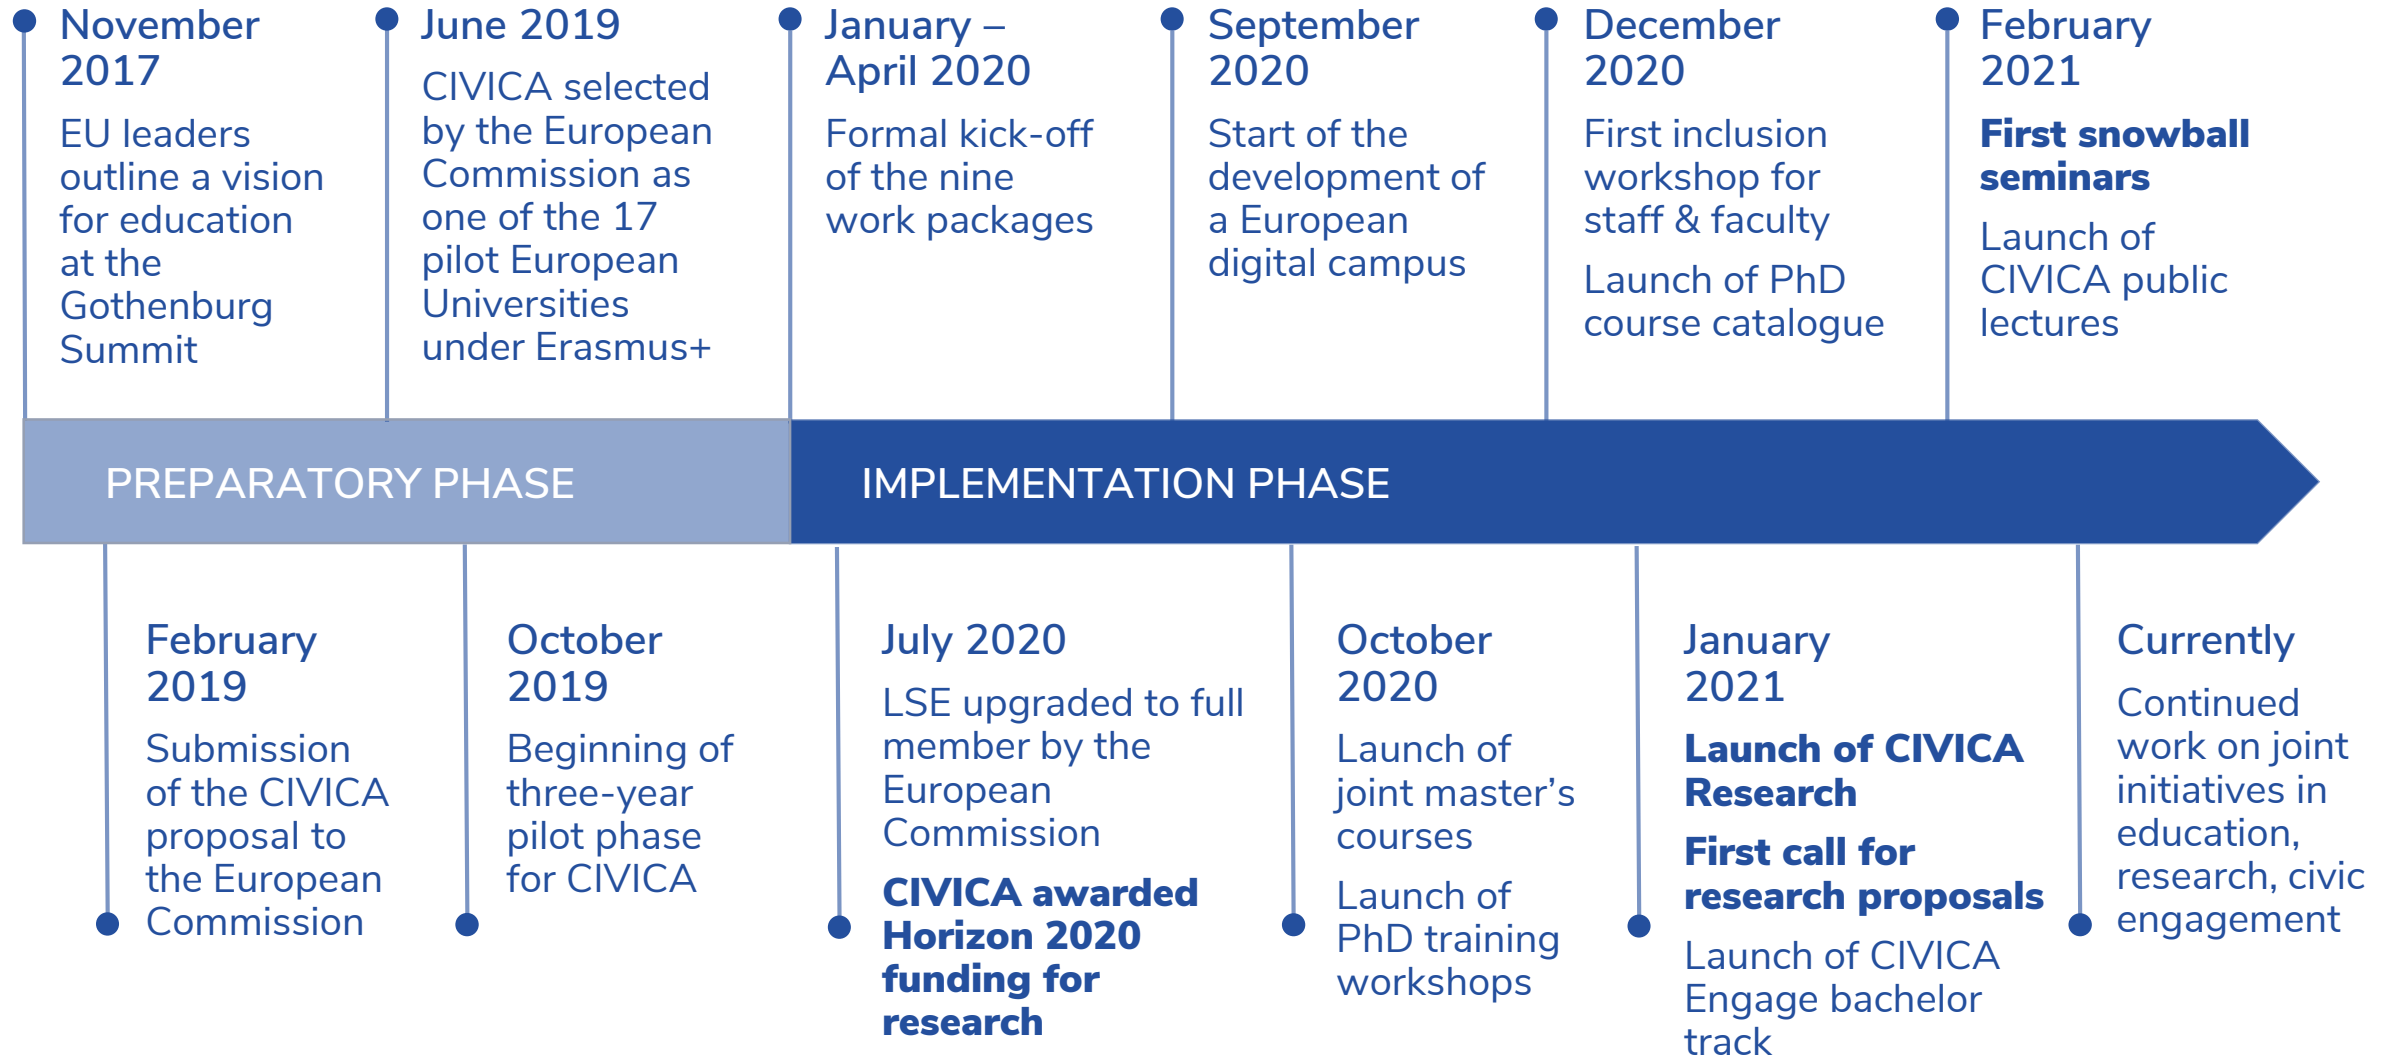 November
2017
EU leaders
outline a vision
for education
at the
Gothenburg
Summit
June 2019
CIVICA selected
by the European
Commission as
one of the 17
pilot European
Universities
under Erasmus+
January –
April 2020
Formal kick-off
of the nine
work packages
September
2020
Start of the
development of
a European
digital campus
December
2020
First inclusion
workshop for
staff & faculty
Launch of PhD
course catalogue
February
2021
First snowball
seminars
Launch of
CIVICA public
lectures
PREPARATORY PHASE
IMPLEMENTATION PHASE
February
2019
Submission
of the CIVICA
proposal to
the European
Commission
October
2019
Beginning of
three-year
pilot phase
for CIVICA
July 2020
LSE upgraded to full
member by the
European
Commission
CIVICA awarded
Horizon 2020
funding for
research
October
2020
Launch of
joint master’s
courses
Launch of
PhD training
workshops
January
2021
Launch of CIVICA
Research
First call for
research proposals
Launch of CIVICA
Engage bachelor
track
Currently
Continued
work on joint
initiatives in
education,
research, civic
engagement